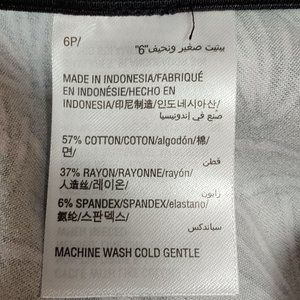 6P/ بيتيت صغير ونحيف "6"
MADE IN INDONESIA/FABRIQUÉ
EN INDONÉSIE/HECHO EN
INDONESIA/印尼制造/인도네시아산/
صنع في إندونيسيا
57% COTTON/COTON/algodón/棉/
면/ قطن
37% RAYON/RAYONNE/rayón/
人造丝/레이온/ رايون
6% SPANDEX/SPANDEX/elastano/
氨纶/스판덱스/ سباندكس
MACHINE WASH COLD GENTLE